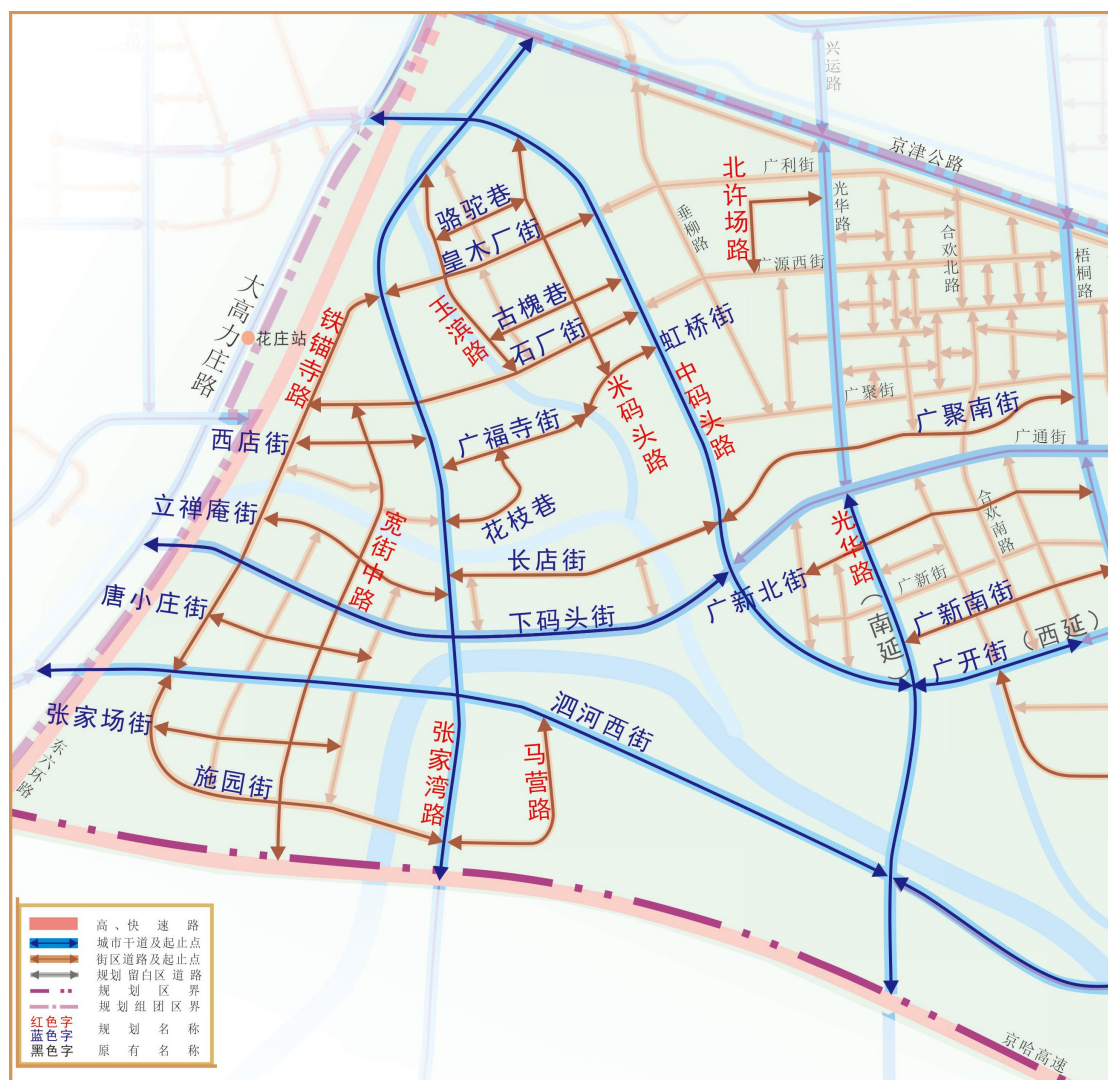 兴运路
京津公路
广利街
北许场路
光华路
垂柳路
合欢北路
梧桐路
骆驼巷
皇木厂街
广源西街
大高力庄路
花庄站
铁锚寺路
玉滨路
古槐巷
石厂街
虹桥街
中码头路
米码头路
广聚街
广聚南街
西店街
广福寺街
广通街
立禅庵街
宽街中路
花枝巷
长店街
光华路（南延）
合欢南路
广新街
广新北街
唐小庄街
下码头街
广新南街
广开街（西延）
张家场街
泗河西街
东六环路
施园街
张家湾路
马营路
京哈高速
高、快速路
城市干道及起止点
街区道路及起止点
规划留白区道路
规划区界
规划组团区界
红色字
蓝色字
规划名称
黑色字
原有名称